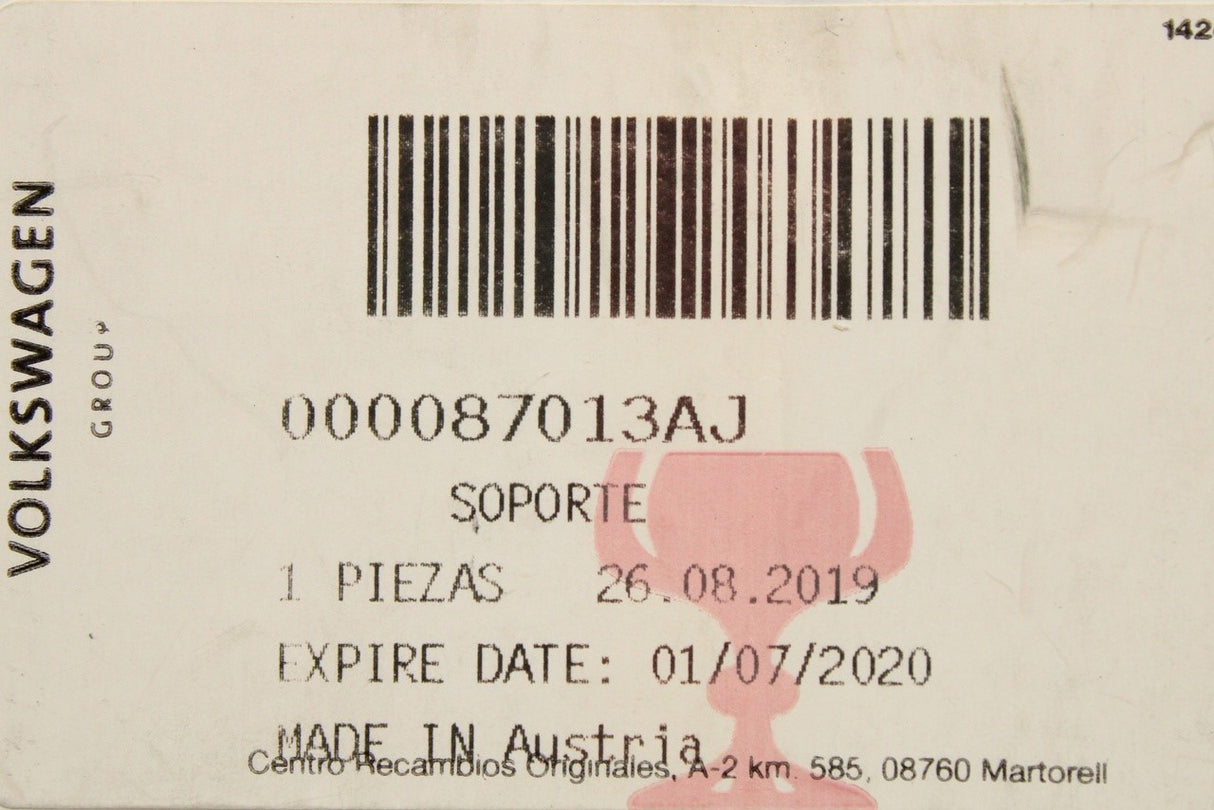 142
VOLKSWAGEN
GROUP
000087013AJ
SOPORTE
1 PIEZAS 26.08.2019
EXPIRE DATE: 01/07/2020
MADE IN Austria
Centro Recambios Originales, A-2 km. 585, 08760 Martorell